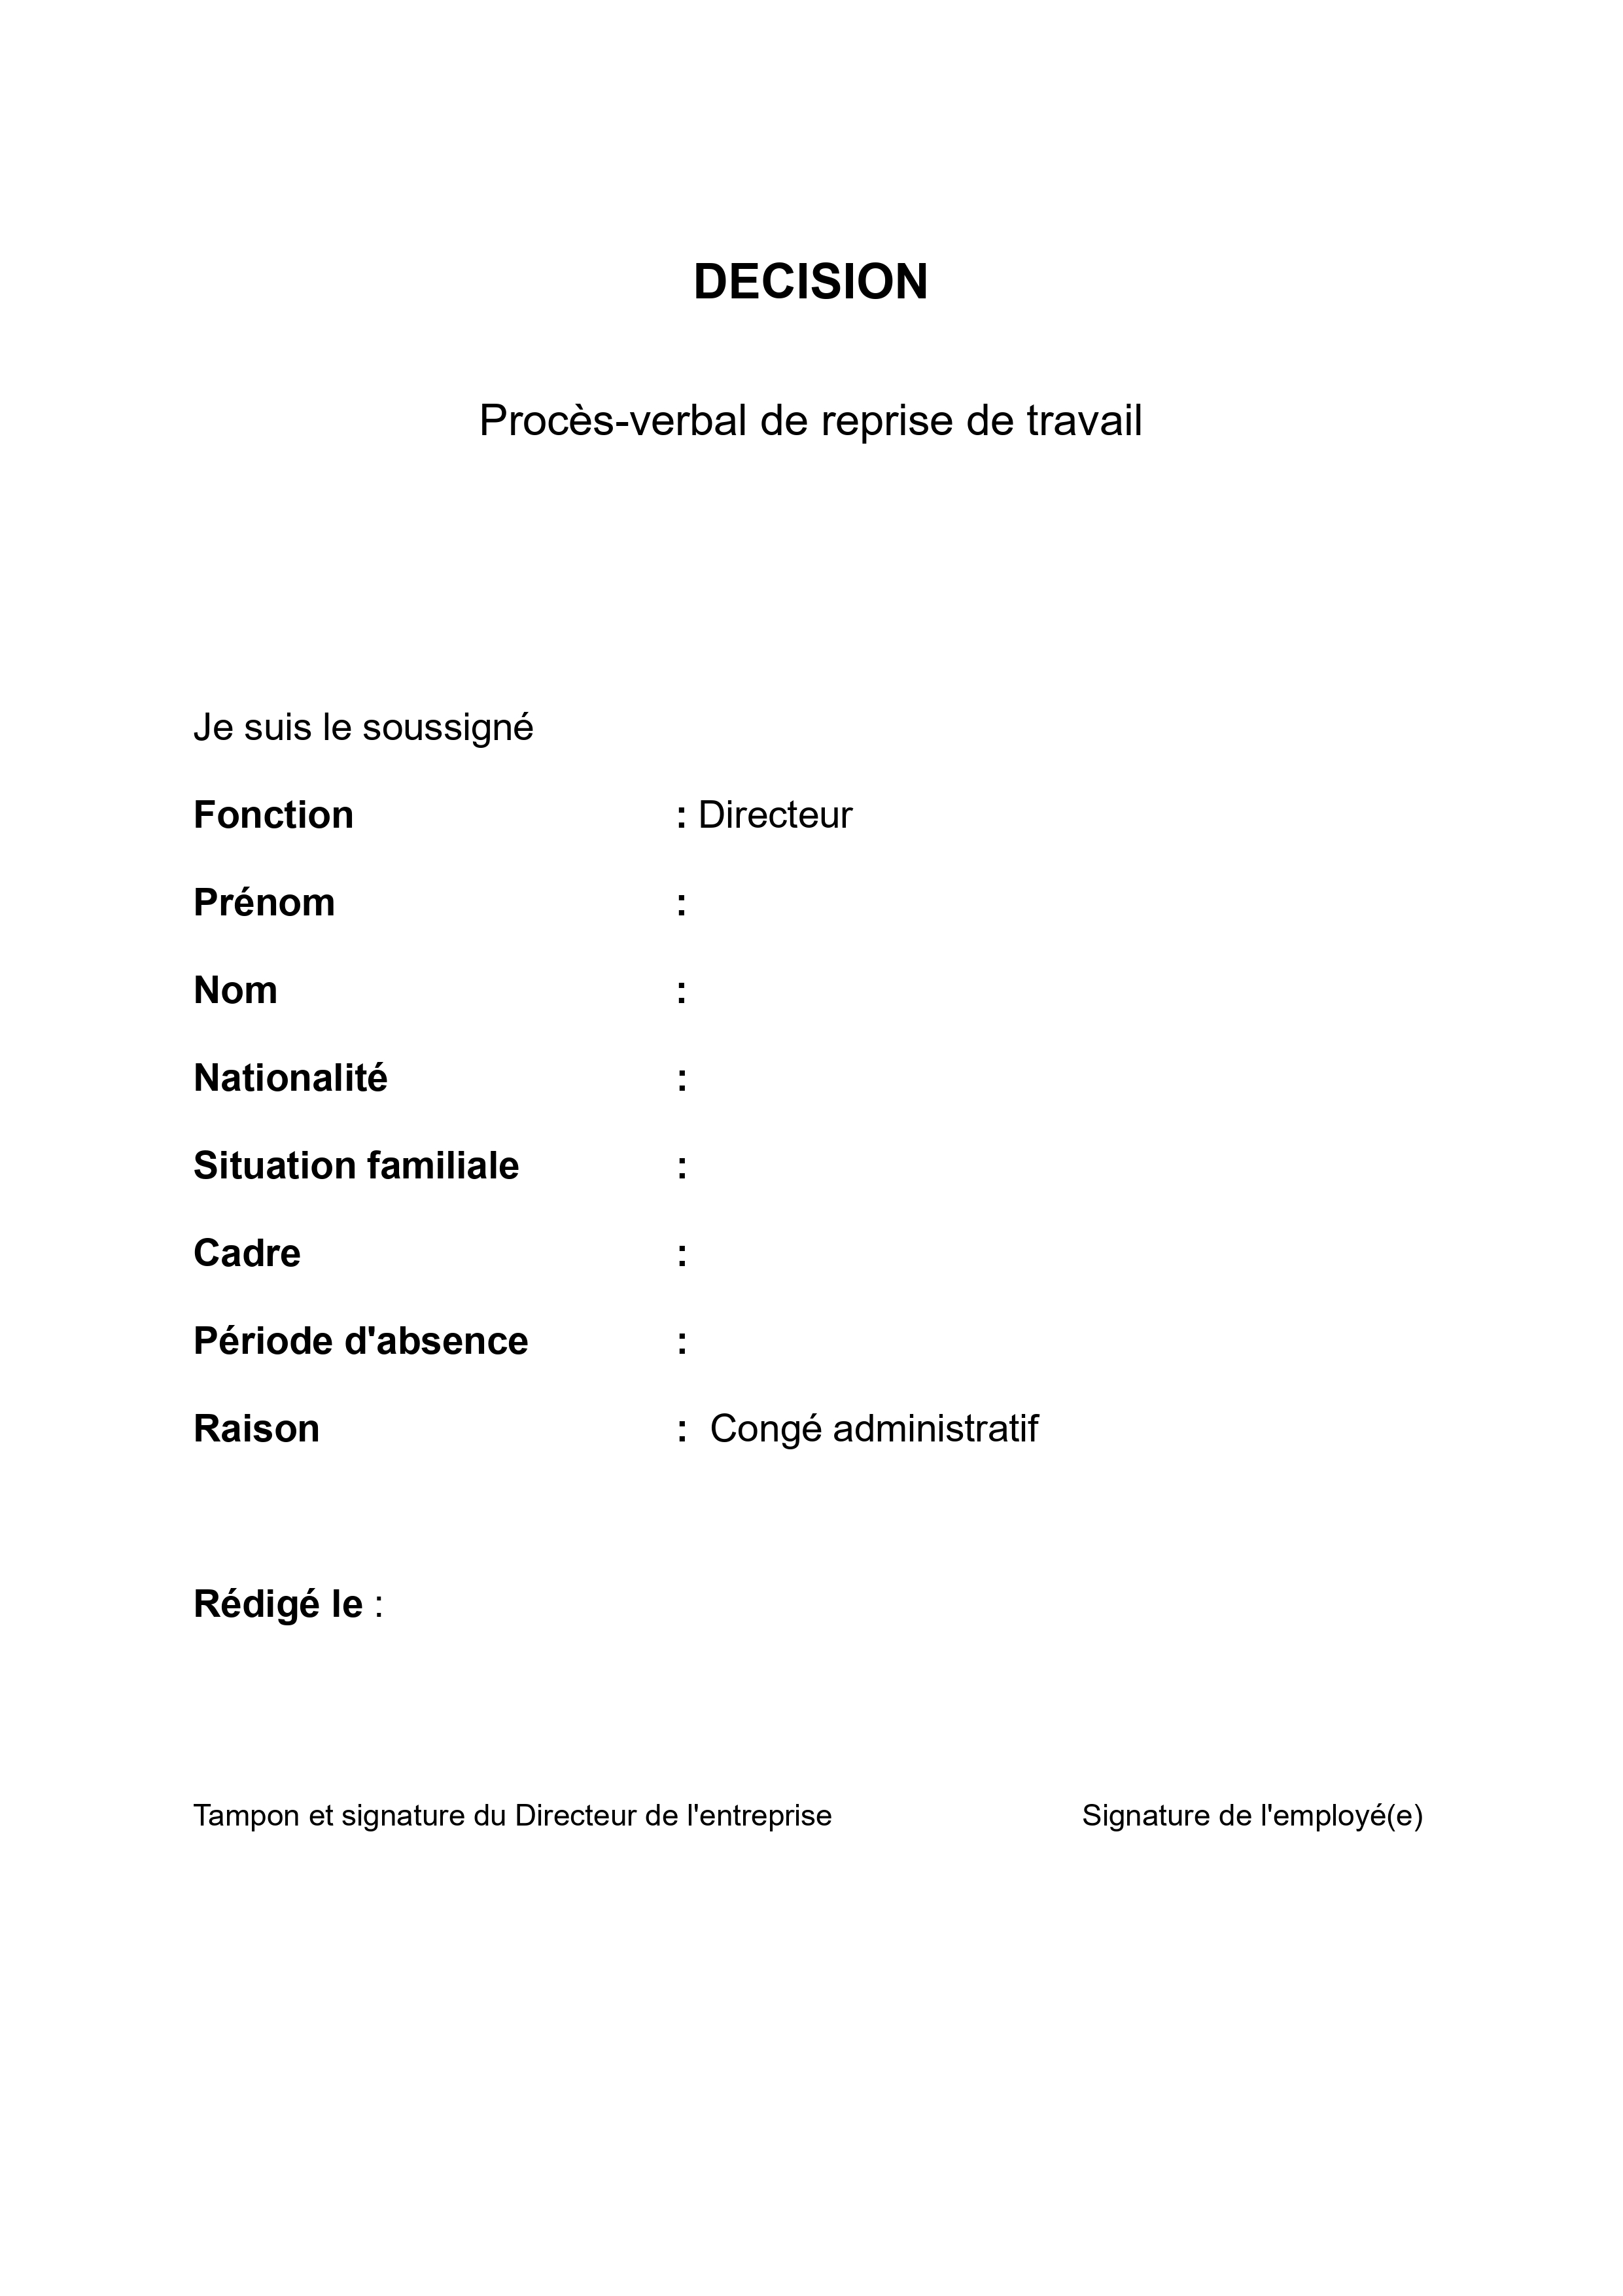 DECISION
Procès-verbal de reprise de travail
Je suis le soussigné
Fonction : Directeur
Prénom :
Nom :
Nationalité :
Situation familiale :
Cadre :
Période d'absence :
Raison : Congé administratif
Rédigé le :
Tampon et signature du Directeur de l'entreprise Signature de l'employé(e)